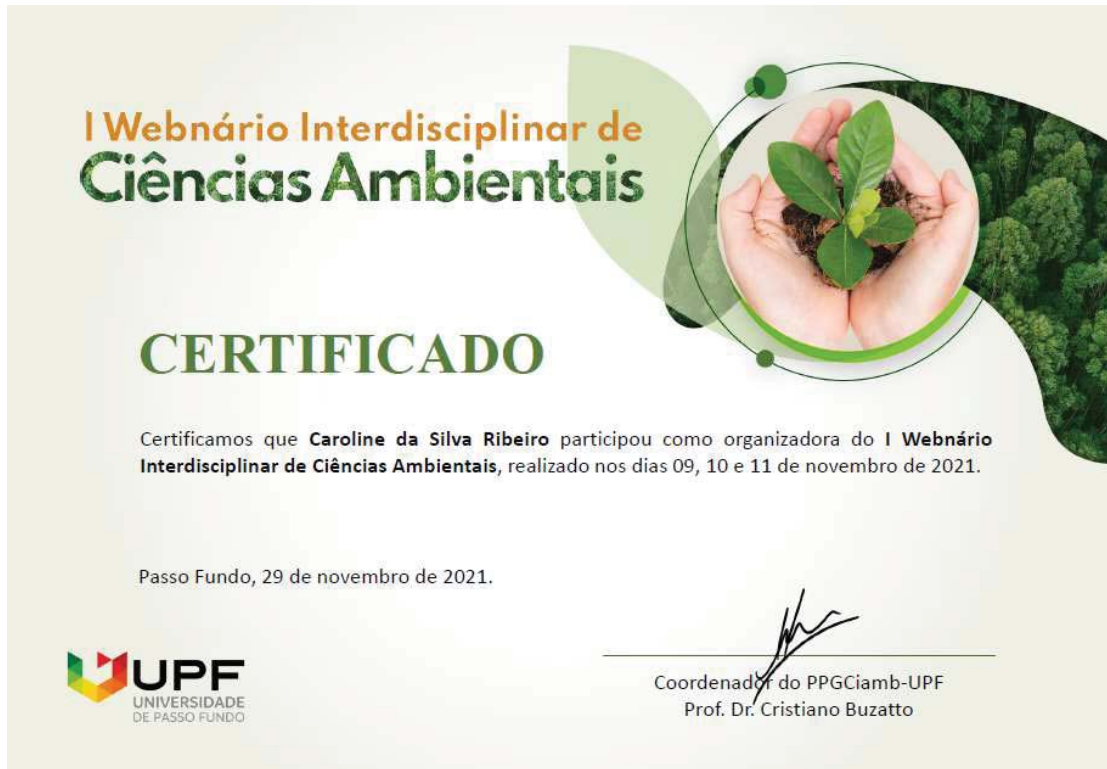 I Webnário Interdisciplinar de
Ciências Ambientais
CERTIFICADO
Certificamos que Caroline da Silva Ribeiro participou como organizadora do I Webnário
Interdisciplinar de Ciências Ambientais, realizado nos dias 09, 10 e 11 de novembro de 2021.
Passo Fundo, 29 de novembro de 2021.
UPF
UNIVERSIDADE
DE PASSO FUNDO
Coordenador do PPGCiamb-UPF
Prof. Dr. Cristiano Buzatto